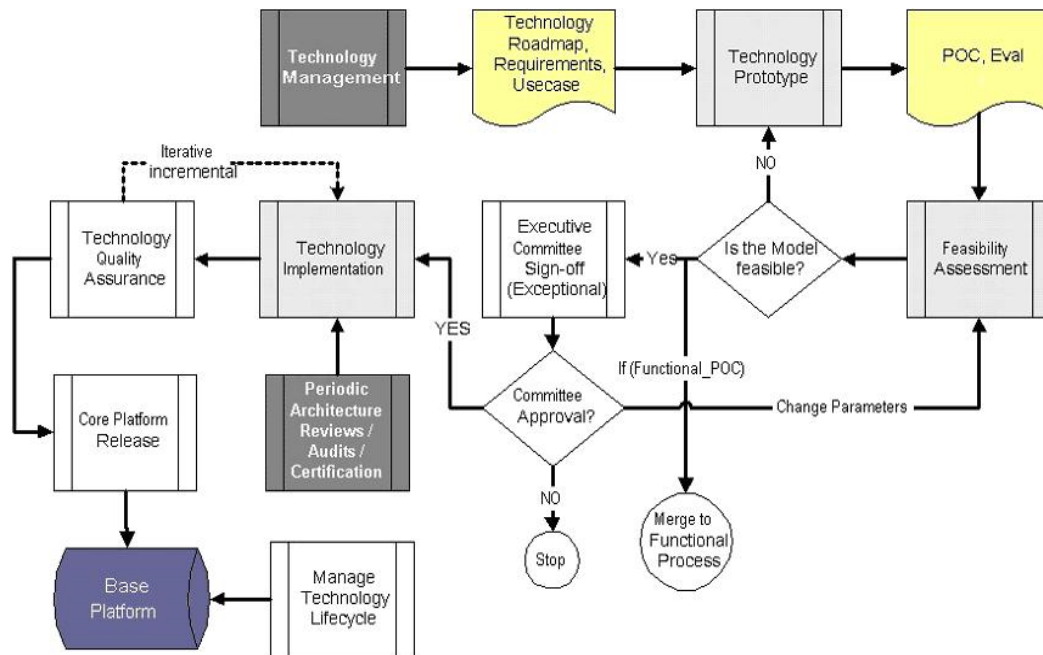 Technology
Management
Technology
Roadmap,
Requirements,
Usecase
Technology
Prototype
POC, Eval
Iterative
incremental
NO
Technology
Quality
Assurance
Technology
Implementation
Executive
Committee
Sign-off
(Exceptional)
Yes
Is the Model
feasible?
Feasibility
Assessment
YES
If (Functional_POC)
Periodic
Architecture
Reviews /
Audits /
Certification
Committee
Approval?
Change Parameters
Core Platform
Release
NO
Stop
Merge to
Functional
Process
Base
Platform
Manage
Technology
Lifecycle